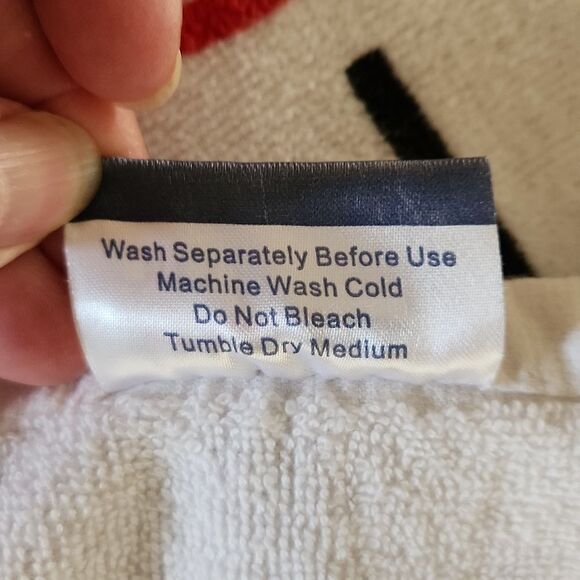 Wash Separately Before Use
Machine Wash Cold
Do Not Bleach
Tumble Dry Medium